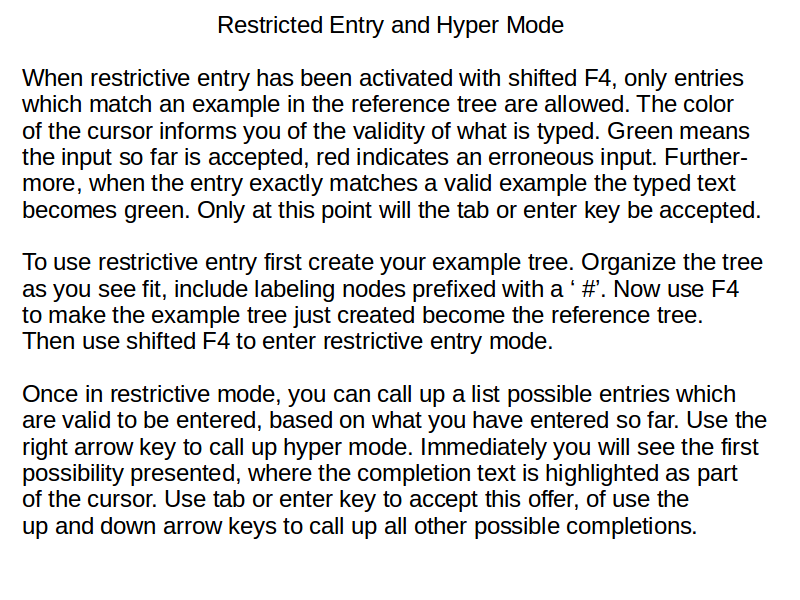 Restricted Entry and Hyper Mode
When restrictive entry has been activated with shifted F4, only entries
which match an example in the reference tree are allowed. The color
of the cursor informs you of the validity of what is typed. Green means
the input so far is accepted, red indicates an erroneous input. Further-
more, when the entry exactly matches a valid example the typed text
becomes green. Only at this point will the tab or enter key be accepted.
To use restrictive entry first create your example tree. Organize the tree
as you see fit, include labeling nodes prefixed with a ‘ #’. Now use F4
to make the example tree just created become the reference tree.
Then use shifted F4 to enter restrictive entry mode.
Once in restrictive mode, you can call up a list possible entries which
are valid to be entered, based on what you have entered so far. Use the
right arrow key to call up hyper mode. Immediately you will see the first
possibility presented, where the completion text is highlighted as part
of the cursor. Use tab or enter key to accept this offer, of use the
up and down arrow keys to call up all other possible completions.